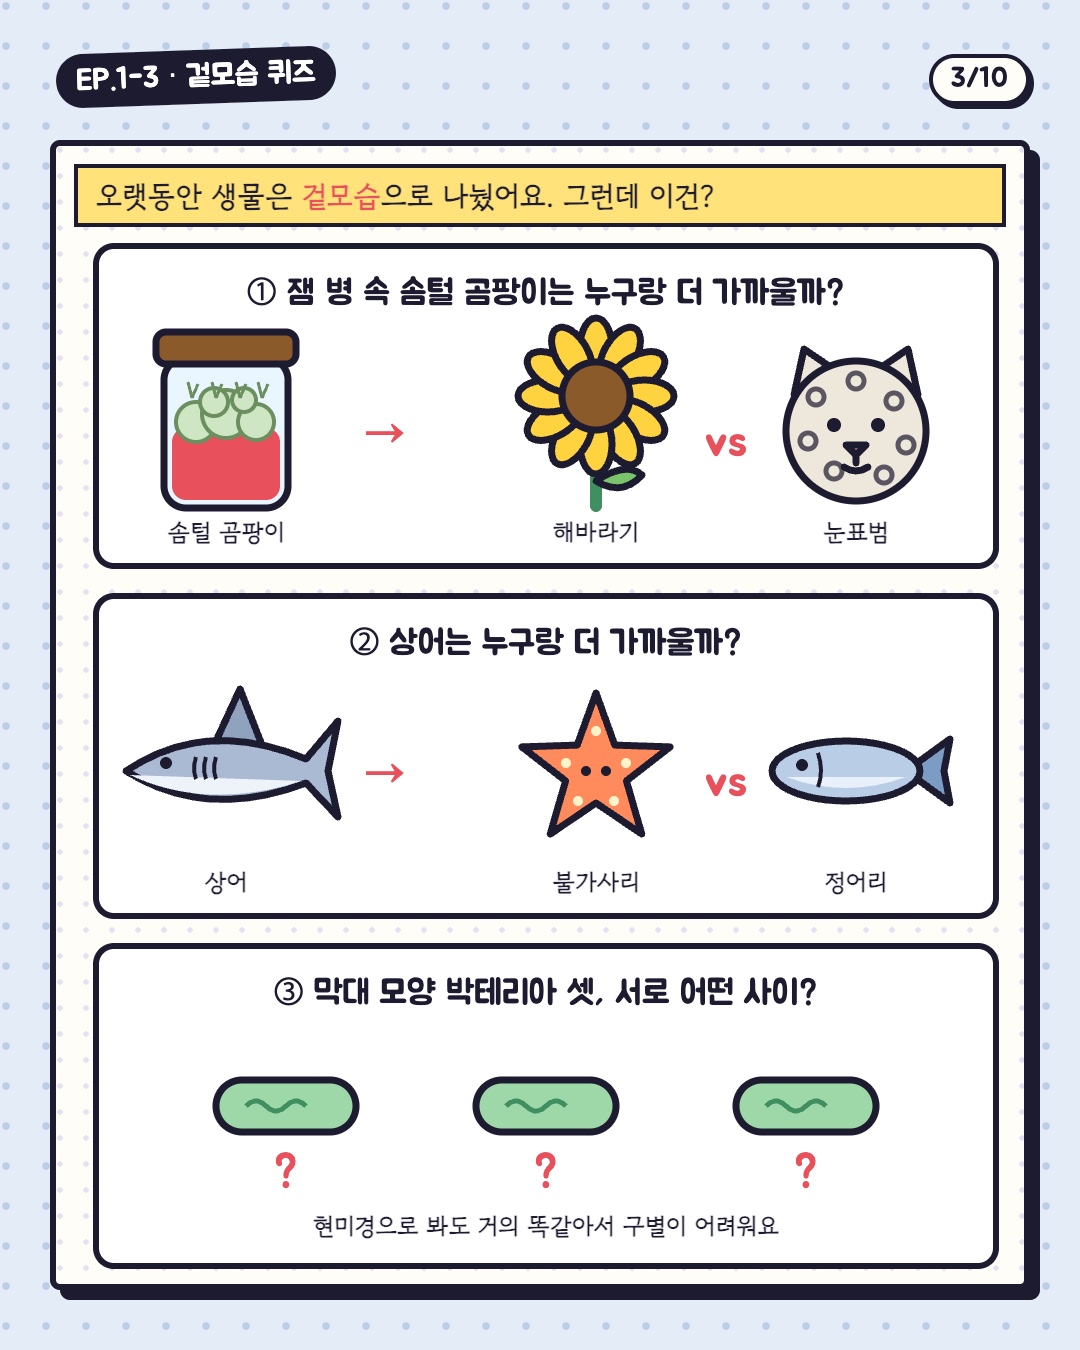 EP.1-3 · 겉모습 퀴즈
3/10
오랫동안 생물은 겉모습으로 나눴어요. 그런데 이건?
① 잼 병 속 솜털 곰팡이는 누구랑 더 가까울까?
→
vs
솜털 곰팡이
해바라기
눈표범
② 상어는 누구랑 더 가까울까?
→
vs
상어
불가사리
정어리
③ 막대 모양 박테리아 셋, 서로 어떤 사이?
?
?
?
현미경으로 봐도 거의 똑같아서 구별이 어려워요